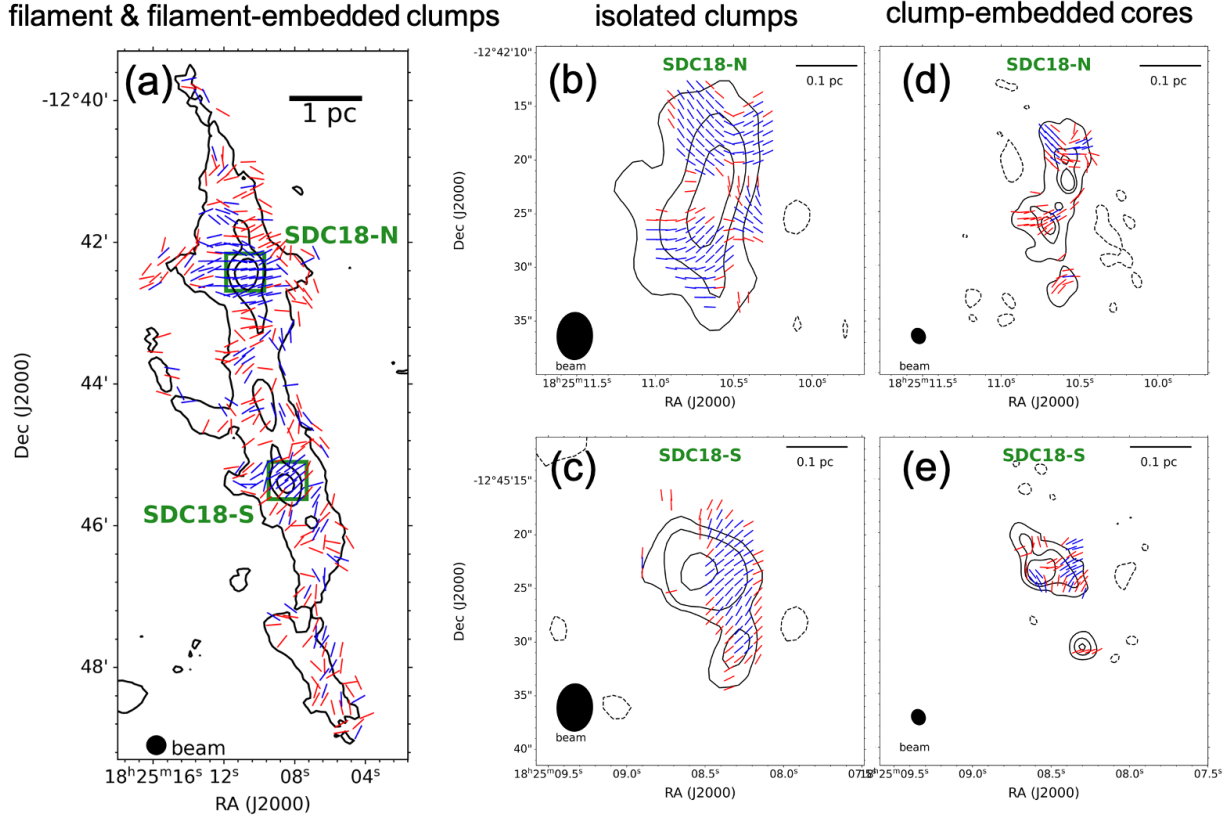 filament & filament-embedded clumps
isolated clumps
clump-embedded cores
(a)
1 pc
SDC18-N
SDC18-S
beam
-12°40'
42'
44'
46'
48'
Dec (J2000)
18ʰ25ᵐ16ˢ 12ˢ 08ˢ 04ˢ
RA (J2000)
(b)
SDC18-N
0.1 pc
-12°42'10"
15"
20"
25"
30"
35"
Dec (J2000)
beam
18ʰ25ᵐ11.5ˢ 11.0ˢ 10.5ˢ 10.0ˢ
RA (J2000)
(d)
SDC18-N
0.1 pc
beam
18ʰ25ᵐ11.5ˢ 11.0ˢ 10.5ˢ 10.0ˢ
RA (J2000)
(c)
SDC18-S
0.1 pc
-12°45'15"
20"
25"
30"
35"
40"
Dec (J2000)
beam
18ʰ25ᵐ09.5ˢ 09.0ˢ 08.5ˢ 08.0ˢ
RA (J2000)
(e)
SDC18-S
0.1 pc
beam
09.0ˢ 08.5ˢ 08.0ˢ 07.5ˢ
RA (J2000)